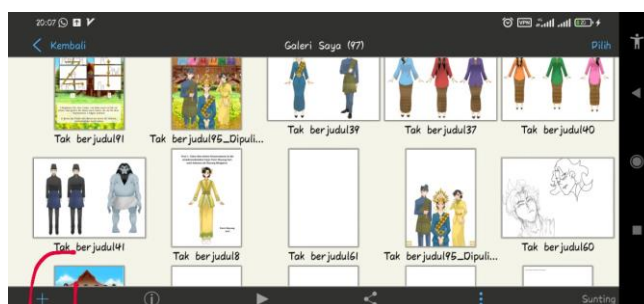 20:07
VPN
Kembali
Galeri Saya (97)
Pilih
Tak berjudul91
Tak berjudul95_Dipuli...
Tak berjudul39
Tak berjudul37
Tak berjudul40
Tak berjudul41
Tak berjudul8
Tak berjudul61
Tak berjudul95_Dipuli...
Tak berjudul60
Sunting